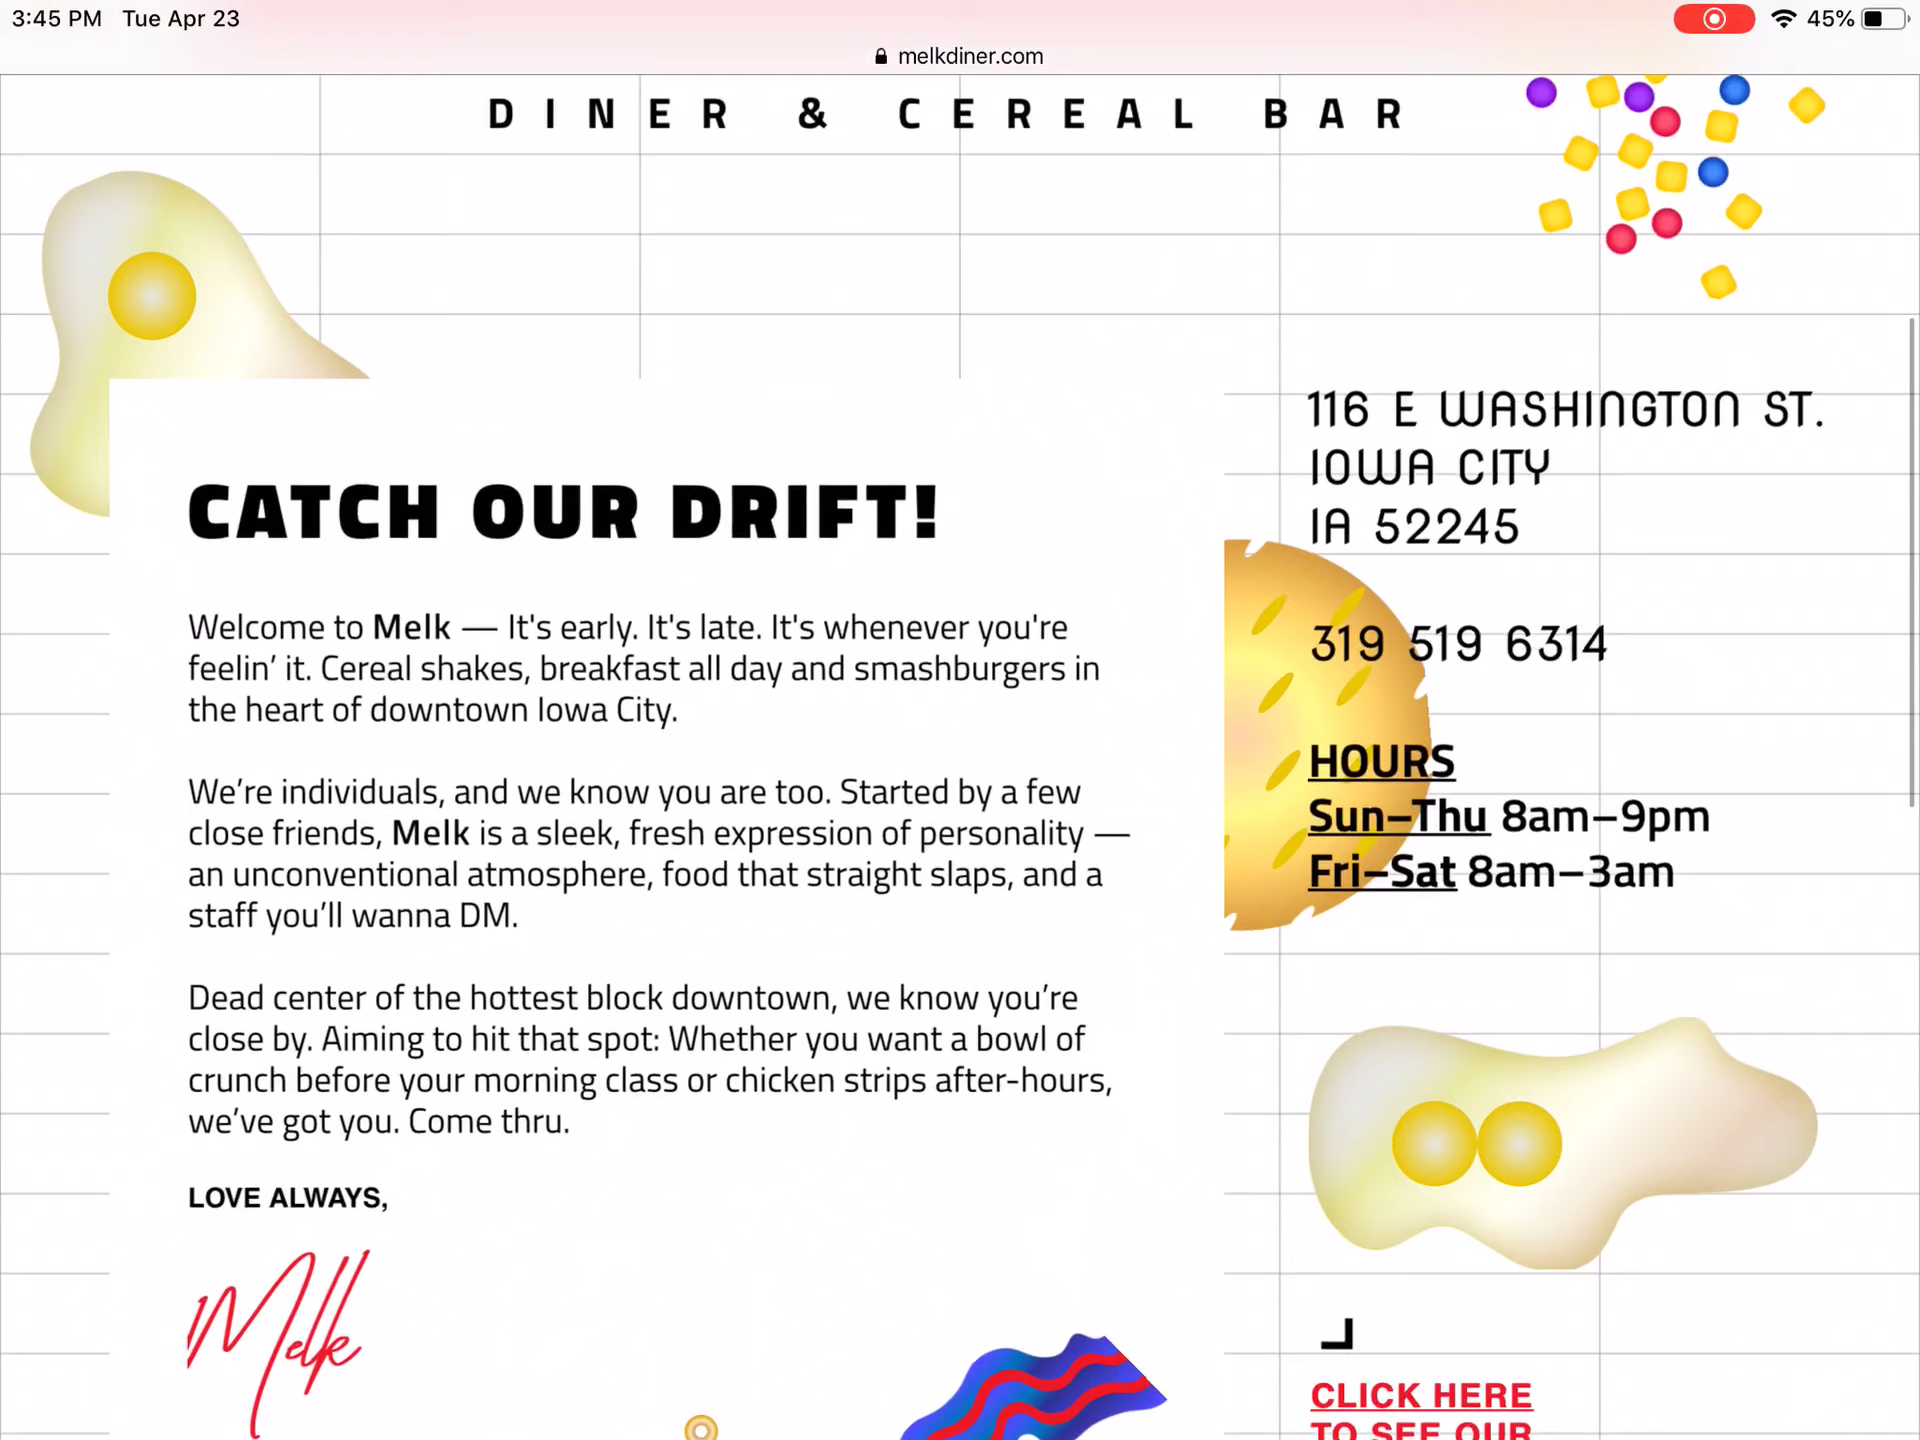 3:45 PM Tue Apr 23
45%
melkdiner.com
DINER & CEREAL BAR
CATCH OUR DRIFT!
Welcome to Melk — It's early. It's late. It's whenever you're
feelin’ it. Cereal shakes, breakfast all day and smashburgers in
the heart of downtown Iowa City.
We’re individuals, and we know you are too. Started by a few
close friends, Melk is a sleek, fresh expression of personality —
an unconventional atmosphere, food that straight slaps, and a
staff you’ll wanna DM.
Dead center of the hottest block downtown, we know you’re
close by. Aiming to hit that spot: Whether you want a bowl of
crunch before your morning class or chicken strips after-hours,
we’ve got you. Come thru.
LOVE ALWAYS,
Melk
116 E WASHINGTON ST.
IOWA CITY
IA 52245
319 519 6314
HOURS
Sun–Thu 8am–9pm
Fri–Sat 8am–3am
CLICK HERE
TO SEE OUR